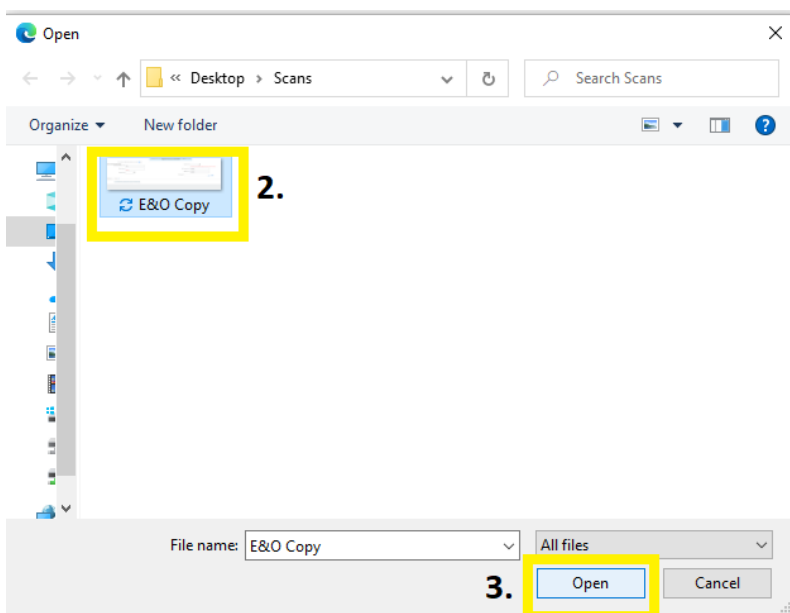 Open
« Desktop › Scans
Search Scans
Organize
New folder
?
2.
E&O Copy
File name:
E&O Copy
All files
3.
Open
Cancel